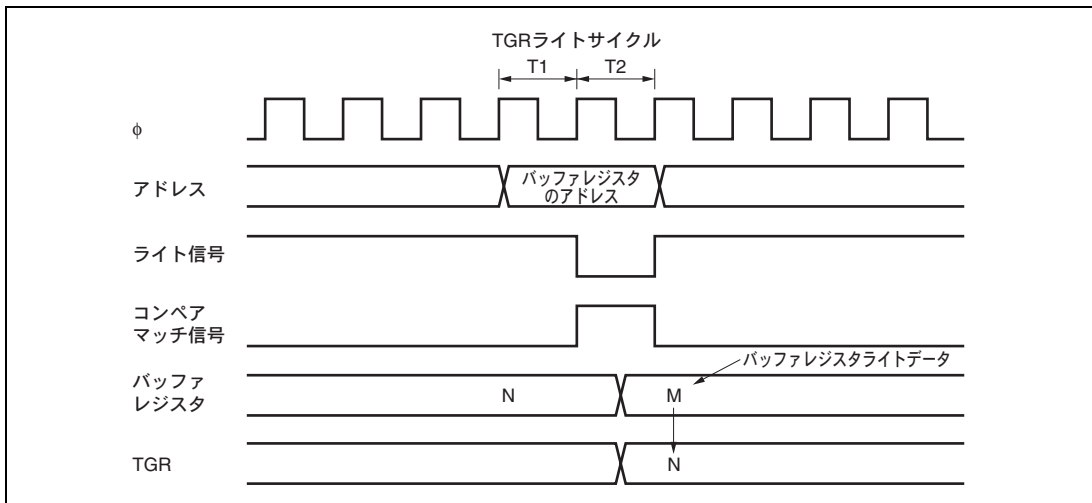 TGRライトサイクル
T1 T2
φ
アドレス
バッファレジスタ
のアドレス
ライト信号
コンペア
マッチ信号
バッファレジスタライトデータ
バッファ
レジスタ
N M
TGR
N